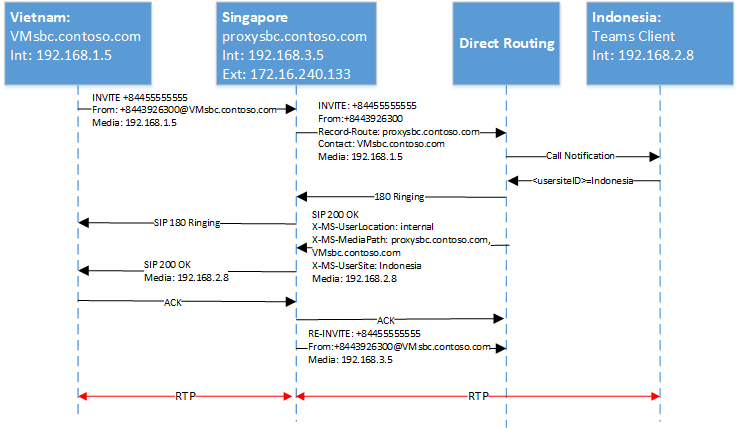 Vietnam:
VMsbc.contoso.com
Int: 192.168.1.5
Singapore
proxysbc.contoso.com
Int: 192.168.3.5
Ext: 172.16.240.133
Direct Routing
Indonesia:
Teams Client
Int: 192.168.2.8
INVITE +84455555555
From: +8443926300@VMsbc.contoso.com
Media: 192.168.1.5
INVITE: +84455555555
From:+8443926300
Record-Route: proxysbc.contoso.com
Contact: VMsbc.contoso.com
Media: 192.168.1.5
Call Notification
<usersiteID>=Indonesia
180 Ringing
SIP 180 Ringing
SIP 200 OK
X-MS-UserLocation: internal
X-MS-MediaPath: proxysbc.contoso.com,
VMsbc.contoso.com
X-MS-UserSite: Indonesia
Media: 192.168.2.8
SIP 200 OK
Media: 192.168.2.8
ACK
ACK
RE-INVITE: +84455555555
From:+8443926300@VMsbc.contoso.com
Media: 192.168.3.5
RTP
RTP